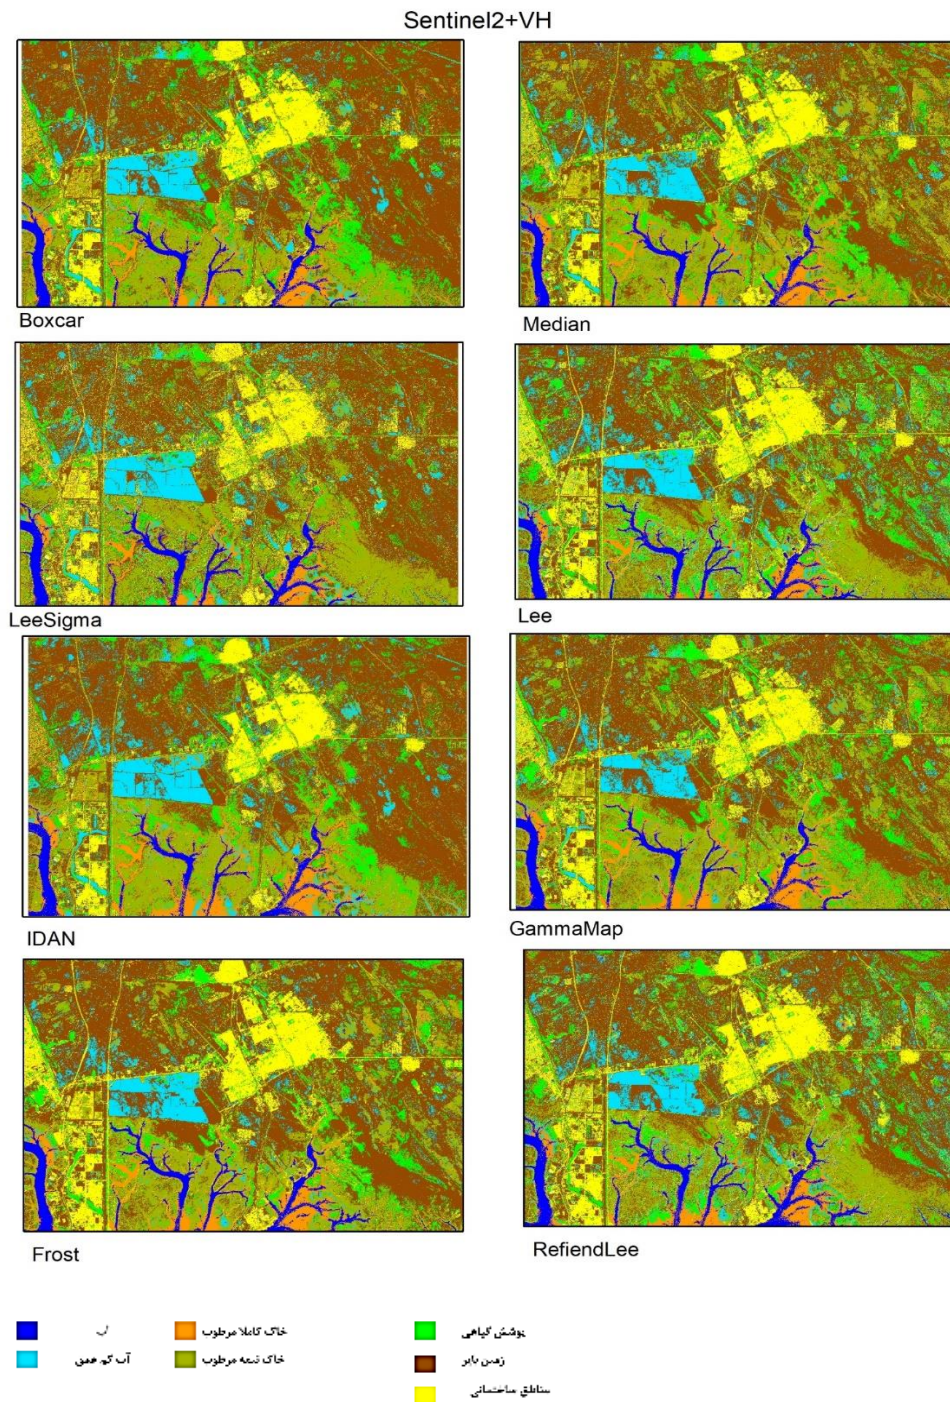 Sentinel2+VH
Boxcar
Median
LeeSigma
Lee
IDAN
GammaMap
Frost
RefiendLee
آب
خاک کاملا مرطوب
پوشش گیاهی
آب کم عمق
خاک نیمه مرطوب
زمین بایر
مناطق ساختمانی